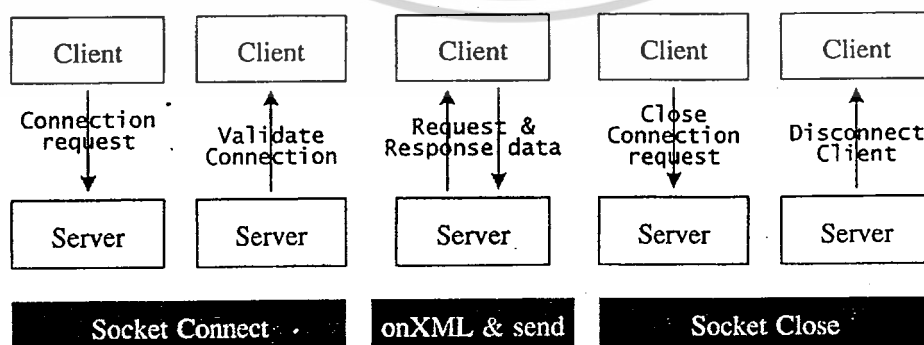 Client
Client
Client
Client
Client
Connection
request
Validate
Connection
Request &
Response data
Close
Connection
request
Disconnect
Client
Server
Server
Server
Server
Server
Socket Connect
onXML & send
Socket Close